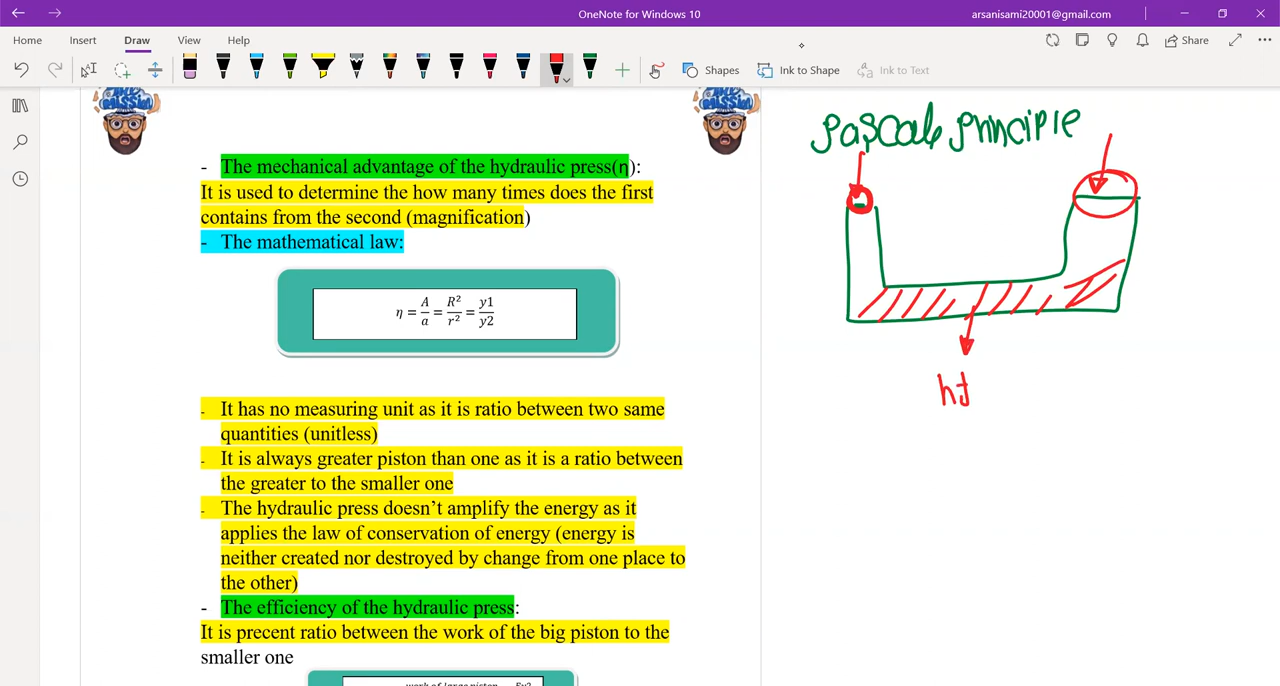 OneNote for Windows 10
arsanisami20001@gmail.com
Home Insert Draw View Help
Share
Shapes
Ink to Shape
Ink to Text
pascals principle
- The mechanical advantage of the hydraulic press(η):
It is used to determine the how many times does the first
contains from the second (magnification)
- The mathematical law:
η = A/a = R²/r² = y1/y2
- It has no measuring unit as it is ratio between two same
quantities (unitless)
- It is always greater piston than one as it is a ratio between
the greater to the smaller one
- The hydraulic press doesn’t amplify the energy as it
applies the law of conservation of energy (energy is
neither created nor destroyed by change from one place to
the other)
- The efficiency of the hydraulic press:
It is precent ratio between the work of the big piston to the
smaller one